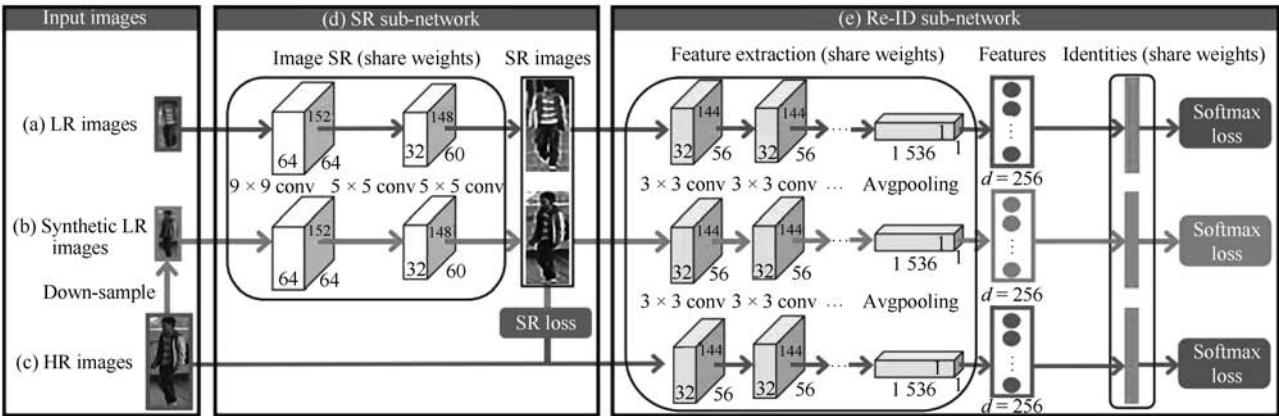 Input images
(d) SR sub-network
(e) Re-ID sub-network
Image SR (share weights)
SR images
Feature extraction (share weights)
Features
Identities (share weights)
(a) LR images
152
64
64
148
32
60
144
32
56
144
32
56
1
1 536
1
Softmax
loss
9 × 9 conv
5 × 5 conv
5 × 5 conv
3 × 3 conv
3 × 3 conv
...
Avgpooling
d = 256
(b) Synthetic LR
images
152
64
64
148
32
60
144
32
56
144
32
56
1
1 536
1
Softmax
loss
Down-sample
3 × 3 conv
3 × 3 conv
...
Avgpooling
d = 256
SR loss
(c) HR images
144
32
56
144
32
56
1
1 536
1
Softmax
loss
d = 256